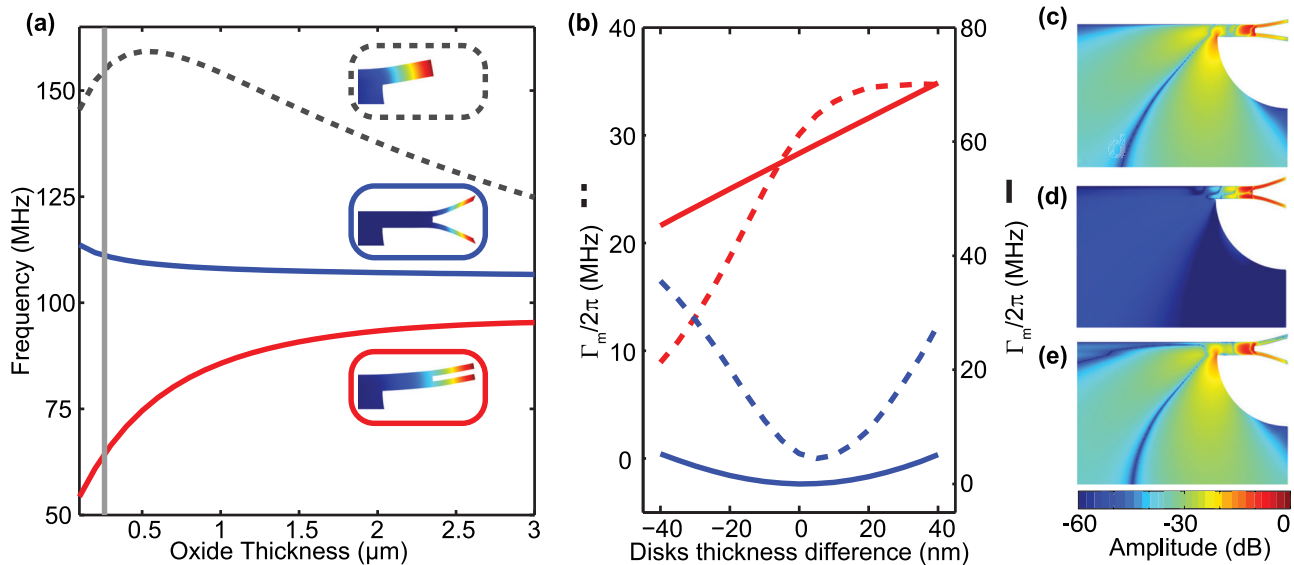 (a)
Frequency (MHz)
150
125
100
75
50
0.5
1
1.5
2
2.5
3
Oxide Thickness (μm)
(b)
Γm/2π (MHz)
40
30
20
10
0
−40
−20
0
20
40
Disks thickness difference (nm)
80
60
40
20
0
Γm/2π (MHz)
(c)
(d)
(e)
-60
-30
0
Amplitude (dB)